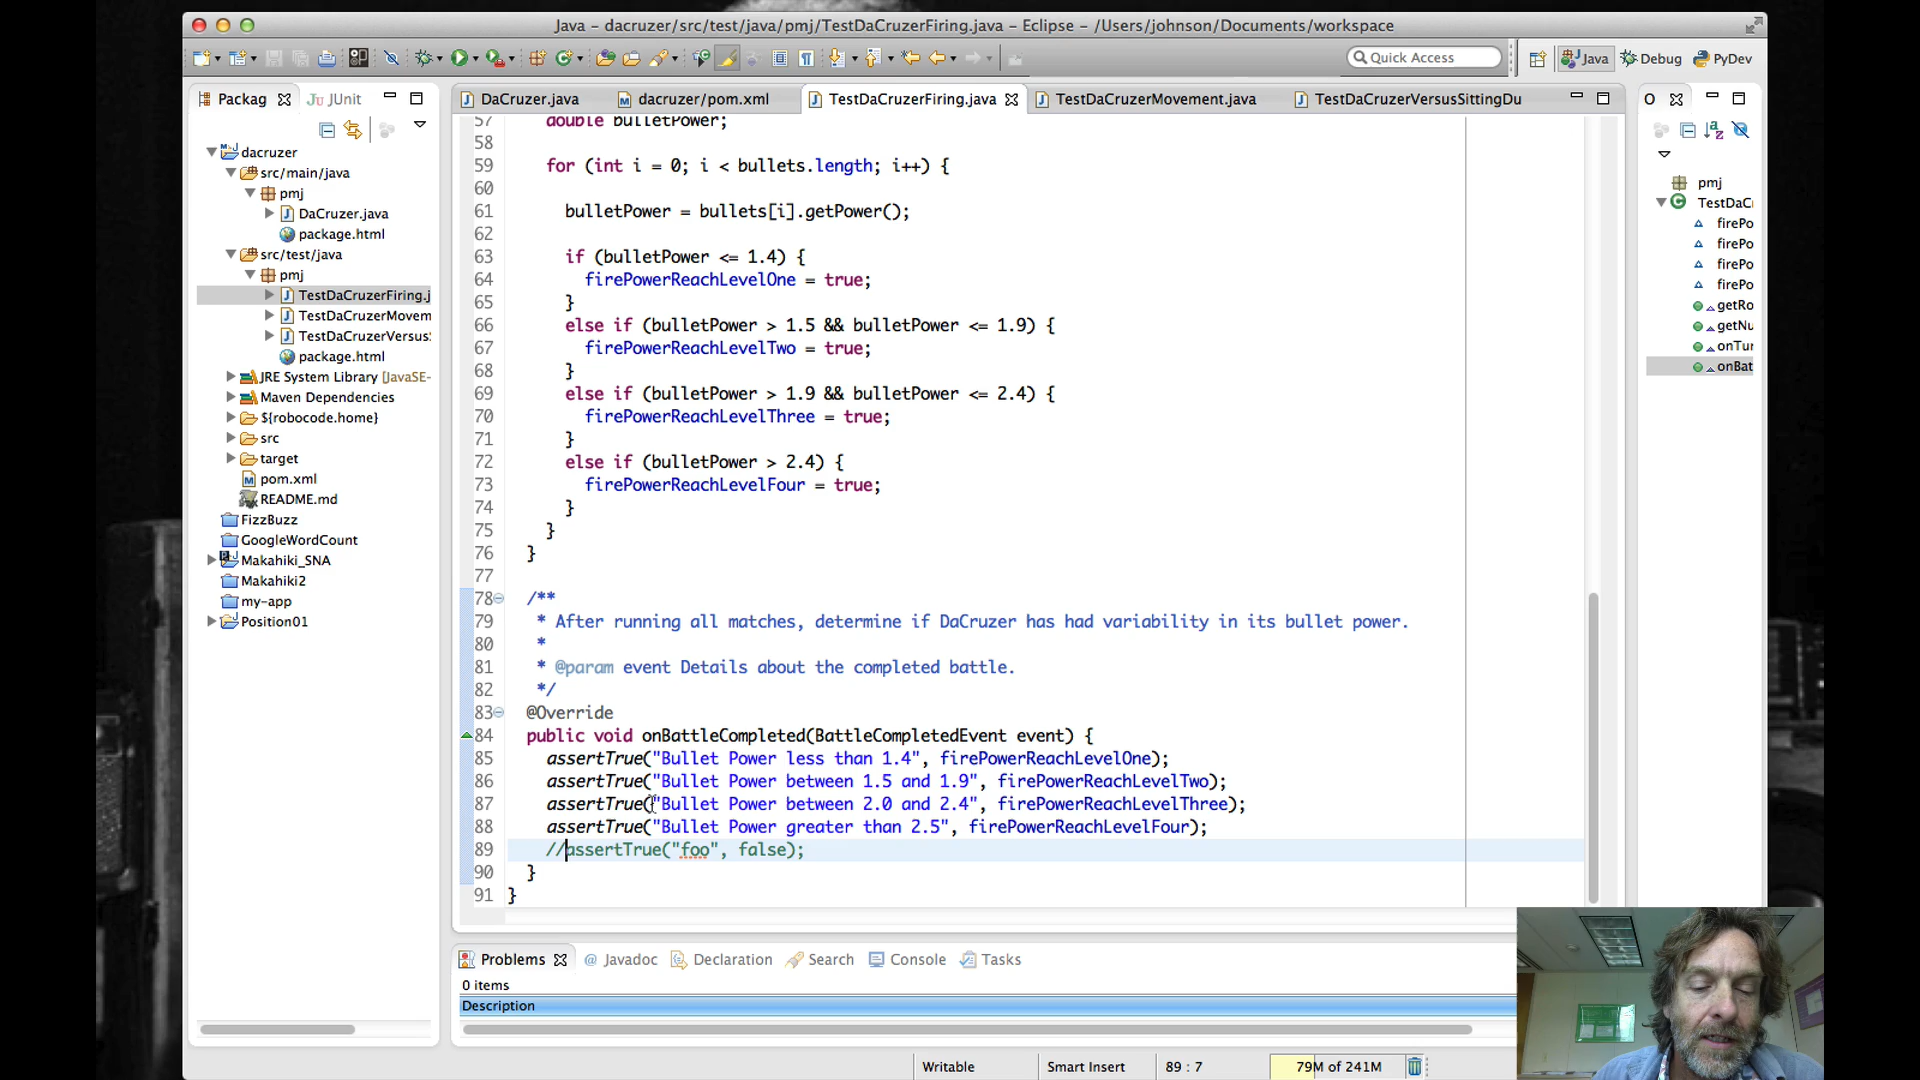 Java – dacruzer/src/test/java/pmj/TestDaCruzerFiring.java – Eclipse – /Users/johnson/Documents/workspace
Quick Access
Java
Debug
PyDev
Packag
JUnit
DaCruzer.java
dacruzer/pom.xml
TestDaCruzerFiring.java
TestDaCruzerMovement.java
TestDaCruzerVersusSittingDu
O
dacruzer
src/main/java
pmj
DaCruzer.java
package.html
src/test/java
pmj
TestDaCruzerFiring.j
TestDaCruzerMovem
TestDaCruzerVersus
package.html
JRE System Library [JavaSE-
Maven Dependencies
${robocode.home}
src
target
pom.xml
README.md
FizzBuzz
GoogleWordCount
Makahiki_SNA
Makahiki2
my-app
Position01
57 double bulletPower;
58
59 for (int i = 0; i < bullets.length; i++) {
60
61 bulletPower = bullets[i].getPower();
62
63 if (bulletPower <= 1.4) {
64 firePowerReachLevelOne = true;
65 }
66 else if (bulletPower > 1.5 && bulletPower <= 1.9) {
67 firePowerReachLevelTwo = true;
68 }
69 else if (bulletPower > 1.9 && bulletPower <= 2.4) {
70 firePowerReachLevelThree = true;
71 }
72 else if (bulletPower > 2.4) {
73 firePowerReachLevelFour = true;
74 }
75 }
76 }
77
78 /**
79 * After running all matches, determine if DaCruzer has had variability in its bullet power.
80 *
81 * @param event Details about the completed battle.
82 */
83 @Override
84 public void onBattleCompleted(BattleCompletedEvent event) {
85 assertTrue("Bullet Power less than 1.4", firePowerReachLevelOne);
86 assertTrue("Bullet Power between 1.5 and 1.9", firePowerReachLevelTwo);
87 assertTrue("Bullet Power between 2.0 and 2.4", firePowerReachLevelThree);
88 assertTrue("Bullet Power greater than 2.5", firePowerReachLevelFour);
89 //assertTrue("foo", false);
90 }
91 }
pmj
TestDaC
firePo
firePo
firePo
firePo
getRo
getNu
onTur
onBat
Problems
@ Javadoc
Declaration
Search
Console
Tasks
0 items
Description
Writable
Smart Insert
89 : 7
79M of 241M